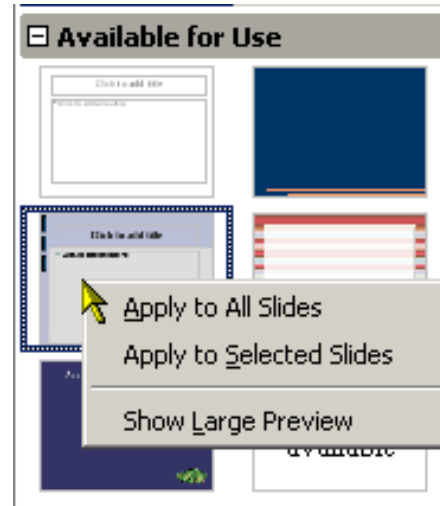 Available for Use
Click to add title
Click to add title
Apply to All Slides
Apply to Selected Slides
Show Large Preview